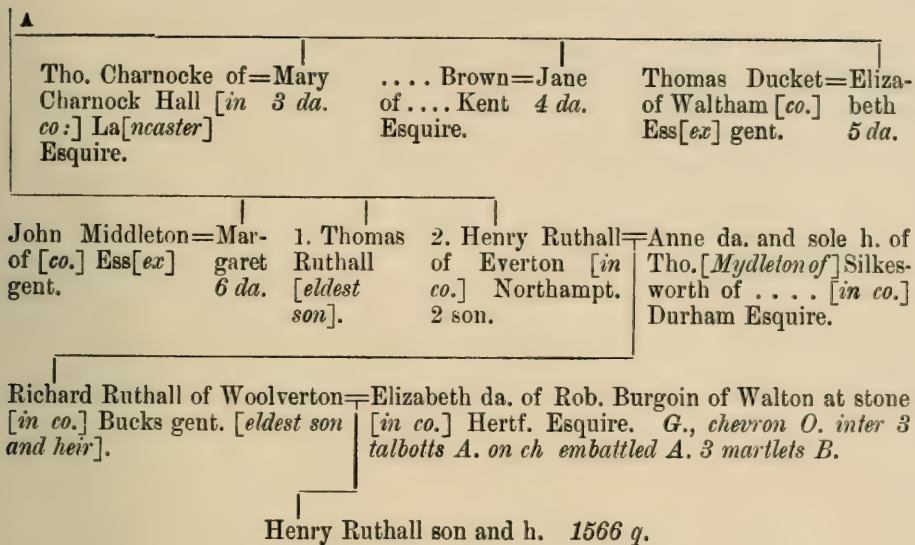 A
Tho. Charnocke of=Mary
Charnock Hall [in 3 da.
co:] La[ncaster]
Esquire.
.... Brown=Jane
of .... Kent 4 da.
Esquire.
Thomas Ducket=Eliza-
of Waltham [co.] beth
Ess[ex] gent. 5 da.
John Middleton=Mar-
of [co.] Ess[ex] garet
gent. 6 da.
1. Thomas
Ruthall
[eldest
son].
2. Henry Ruthall=Anne da. and sole h. of
of Everton [in Tho. [Mydleton of] Silkes-
co.] Northampt. worth of .... [in co.]
2 son. Durham Esquire.
Richard Ruthall of Woolverton=Elizabeth da. of Rob. Burgoin of Walton at stone
[in co.] Bucks gent. [eldest son [in co.] Hertf. Esquire. G., chevron O. inter 3
and heir]. talbotts A. on ch embattled A. 3 martlets B.
Henry Ruthall son and h. 1566 q.